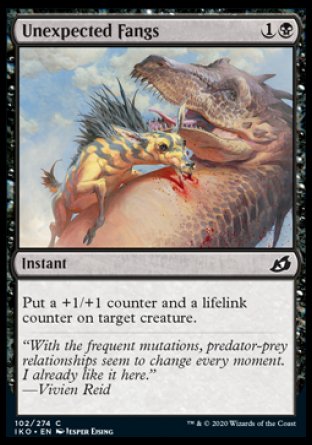 Unexpected Fangs 1
Instant
Put a +1/+1 counter and a lifelink
counter on target creature.
“With the frequent mutations, predator-prey
relationships seem to change every moment.
I already like it here.”
—Vivien Reid
102/274 C
IKO • EN Jesper Ejsing
™ & © 2020 Wizards of the Coast